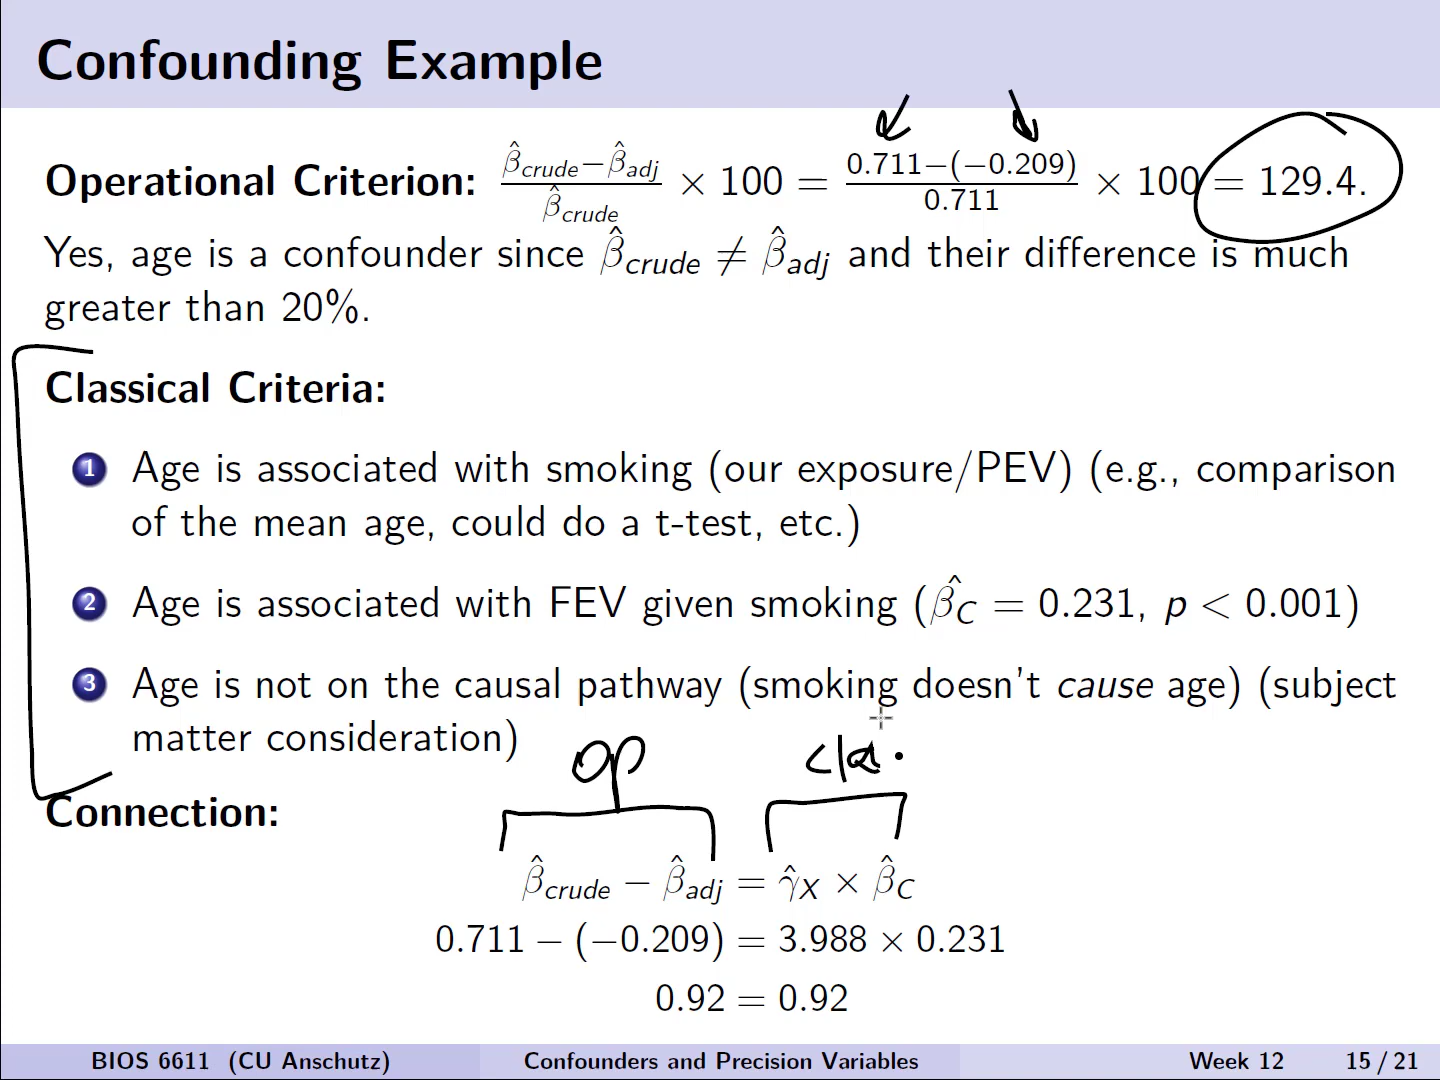 Confounding Example
Operational Criterion: (β̂crude − β̂adj) / β̂crude × 100 = (0.711−(−0.209)) / 0.711 × 100 = 129.4.
Yes, age is a confounder since β̂crude ≠ β̂adj and their difference is much
greater than 20%.
Classical Criteria:
1 Age is associated with smoking (our exposure/PEV) (e.g., comparison
of the mean age, could do a t-test, etc.)
2 Age is associated with FEV given smoking (β̂C = 0.231, p < 0.001)
3 Age is not on the causal pathway (smoking doesn't cause age) (subject
matter consideration)
op cla.
Connection:
β̂crude − β̂adj = γ̂X × β̂C
0.711 − (−0.209) = 3.988 × 0.231
0.92 = 0.92
BIOS 6611 (CU Anschutz) Confounders and Precision Variables Week 12 15 / 21